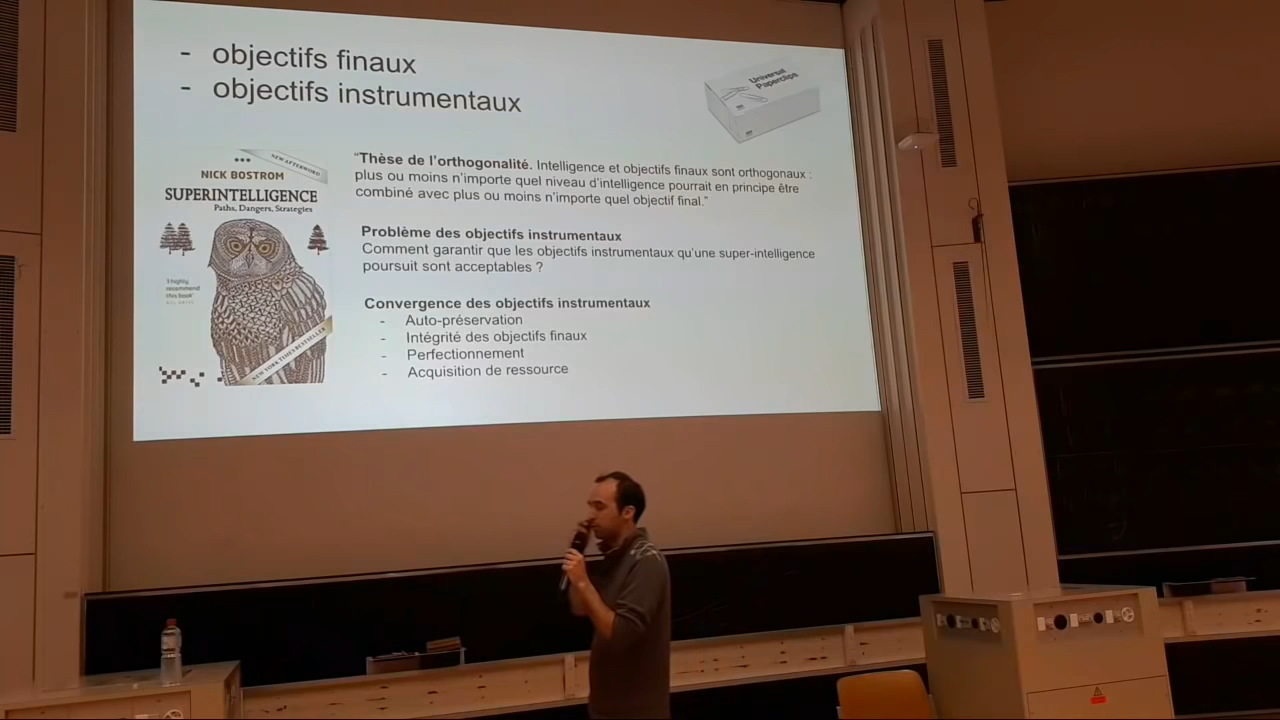 - objectifs finaux
- objectifs instrumentaux
Universal
Paperclips
NEW AFTERWORD
NICK BOSTROM
SUPERINTELLIGENCE
Paths, Dangers, Strategies
'I highly
recommend
this book'
NEW YORK TIMES BESTSELLER
“Thèse de l’orthogonalité. Intelligence et objectifs finaux sont orthogonaux :
plus ou moins n’importe quel niveau d’intelligence pourrait en principe être
combiné avec plus ou moins n’importe quel objectif final.”
Problème des objectifs instrumentaux
Comment garantir que les objectifs instrumentaux qu’une super-intelligence
poursuit sont acceptables ?
Convergence des objectifs instrumentaux
- Auto-préservation
- Intégrité des objectifs finaux
- Perfectionnement
- Acquisition de ressource